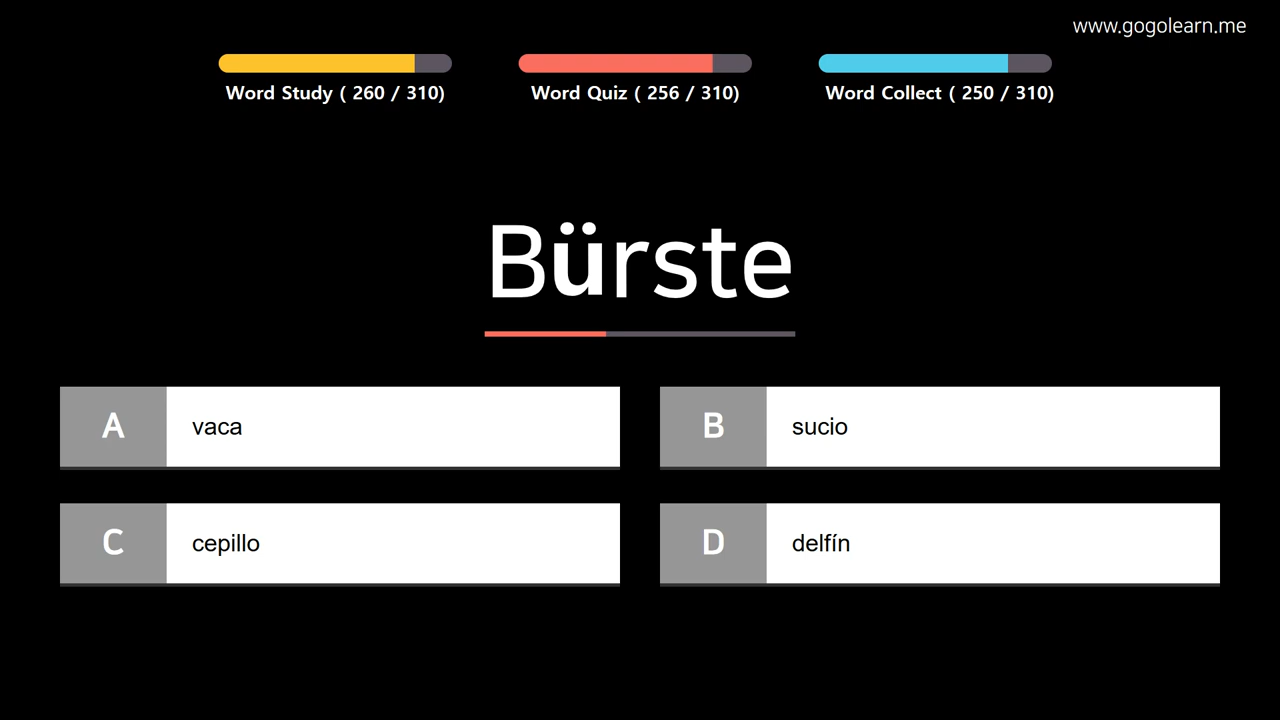 www.gogolearn.me
Word Study ( 260 / 310)
Word Quiz ( 256 / 310)
Word Collect ( 250 / 310)
Bürste
A vaca
B sucio
C cepillo
D delfín